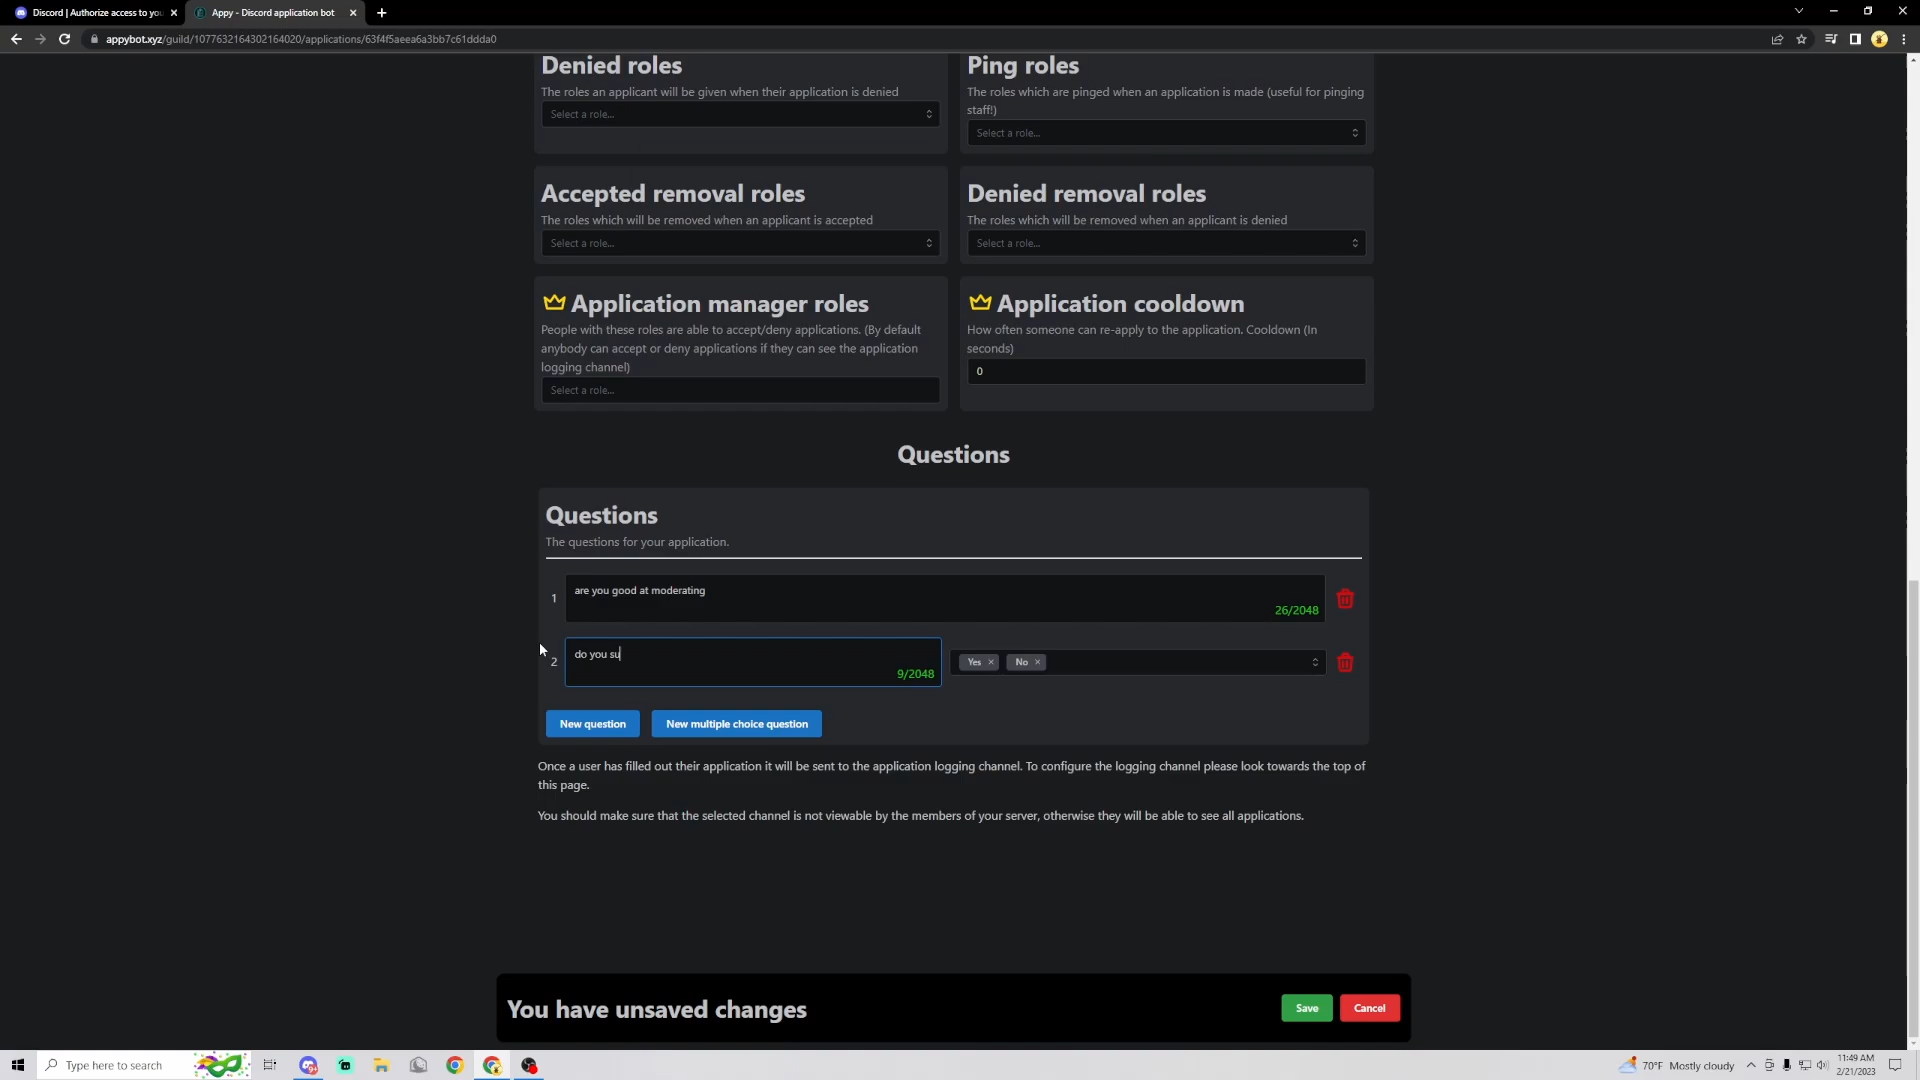 Discord | Authorize access to you
Appy - Discord application bot
appybot.xyz/guild/1077632164302164020/applications/63f4f5aeea6a3bb7c61ddda0
Denied roles
The roles an applicant will be given when their application is denied
Select a role...
Ping roles
The roles which are pinged when an application is made (useful for pinging
staff!)
Select a role...
Accepted removal roles
The roles which will be removed when an applicant is accepted
Select a role...
Denied removal roles
The roles which will be removed when an applicant is denied
Select a role...
Application manager roles
People with these roles are able to accept/deny applications. (By default
anybody can accept or deny applications if they can see the application
logging channel)
Select a role...
Application cooldown
How often someone can re-apply to the application. Cooldown (In
seconds)
0
Questions
Questions
The questions for your application.
1
are you good at moderating
26/2048
2
do you su
9/2048
Yes
No
New question
New multiple choice question
Once a user has filled out their application it will be sent to the application logging channel. To configure the logging channel please look towards the top of
this page.
You should make sure that the selected channel is not viewable by the members of your server, otherwise they will be able to see all applications.
You have unsaved changes
Save
Cancel
Type here to search
70°F Mostly cloudy
11:49 AM
2/21/2023